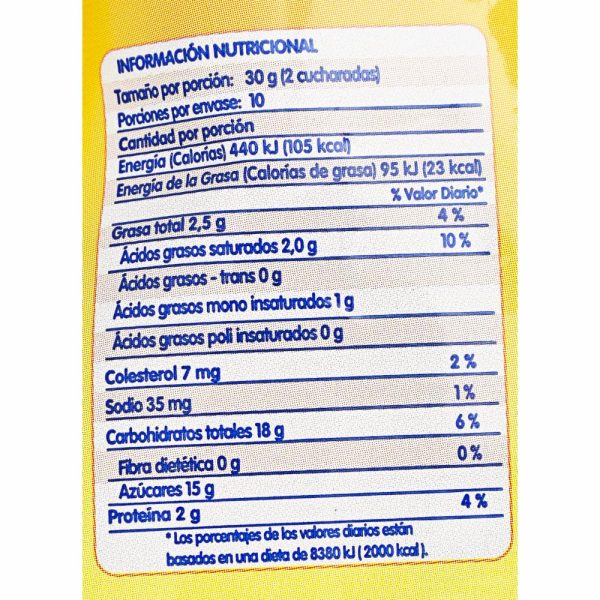 INFORMACIÓN NUTRICIONAL
Tamaño por porción: 30 g (2 cucharadas)
Porciones por envase: 10
Cantidad por porción
Energía (Calorías) 440 kJ (105 kcal)
Energía de la Grasa (Calorías de grasa) 95 kJ (23 kcal)
% Valor Diario*
Grasa total 2,5 g 4 %
Ácidos grasos saturados 2,0 g 10 %
Ácidos grasos - trans 0 g
Ácidos grasos mono insaturados 1 g
Ácidos grasos poli insaturados 0 g
Colesterol 7 mg 2 %
Sodio 35 mg 1 %
Carbohidratos totales 18 g 6 %
Fibra dietética 0 g 0 %
Azúcares 15 g
Proteína 2 g 4 %
* Los porcentajes de los valores diarios están
basados en una dieta de 8380 kJ ( 2000 kcal ).